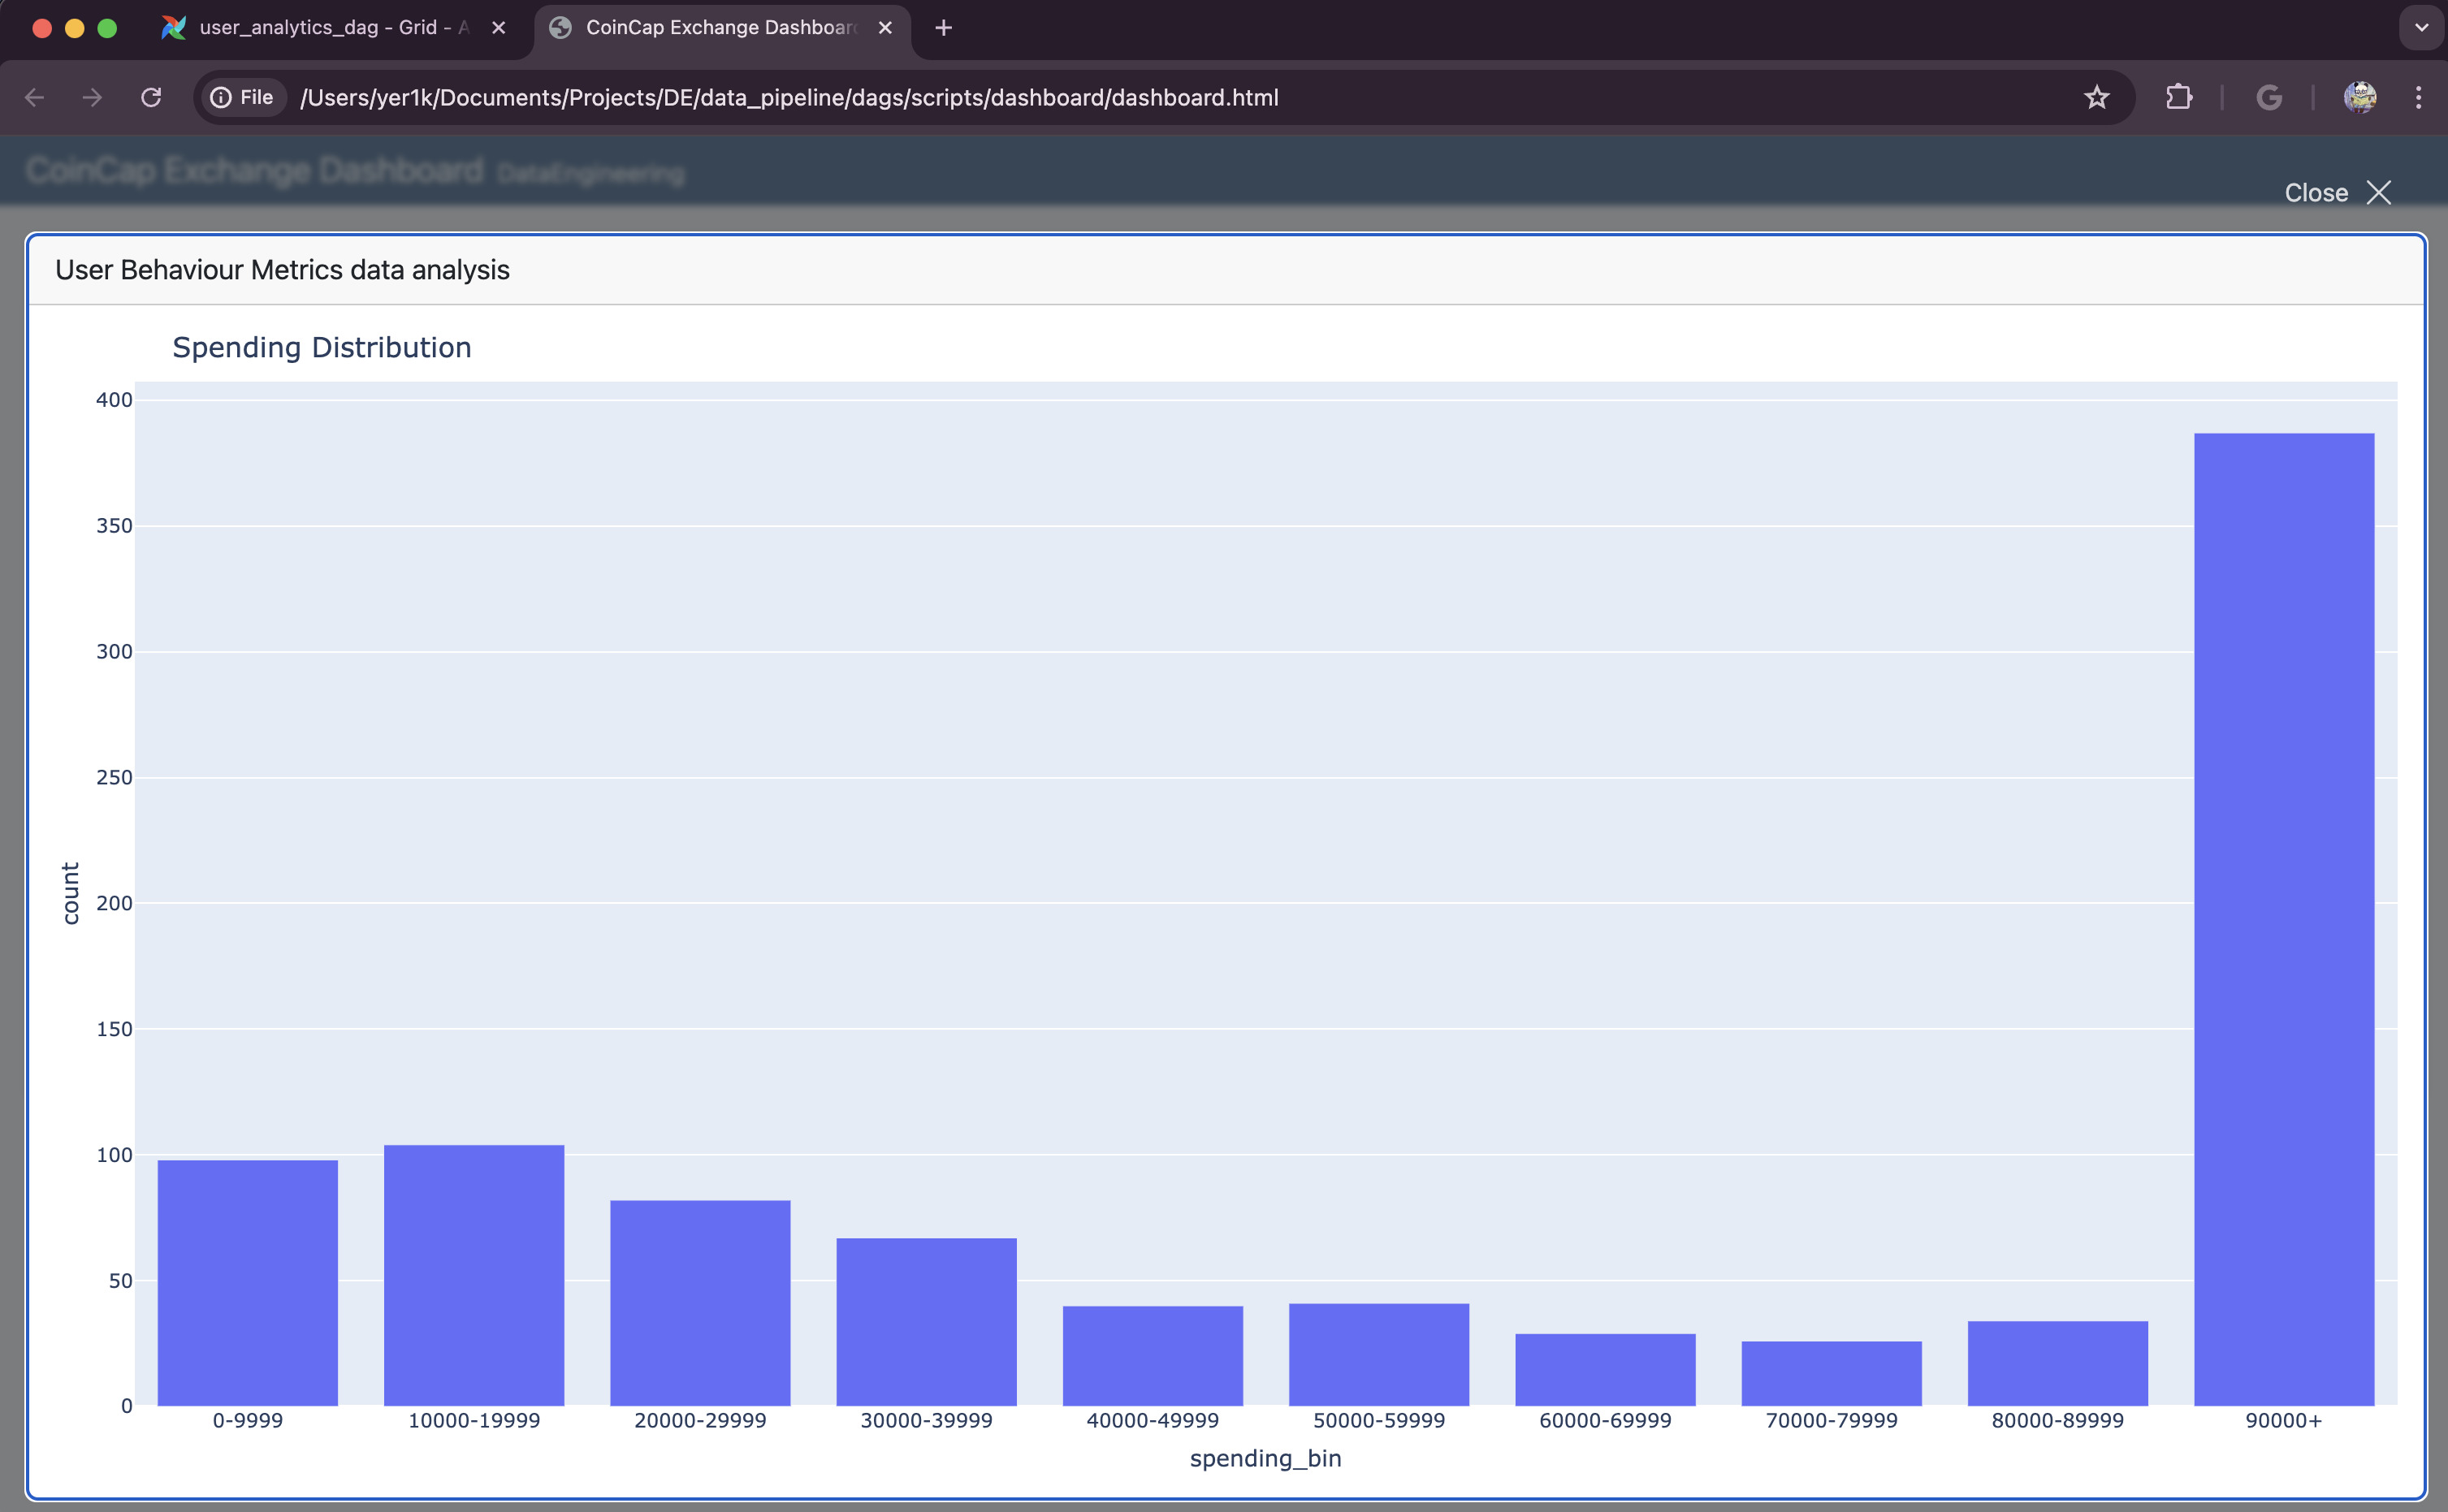 user_analytics_dag - Grid - A
CoinCap Exchange Dashboar
File
/Users/yer1k/Documents/Projects/DE/data_pipeline/dags/scripts/dashboard/dashboard.html
CoinCap Exchange Dashboard DataEngineering
Close
User Behaviour Metrics data analysis
Spending Distribution
400
350
300
250
200
150
100
50
0
count
0-9999 10000-19999 20000-29999 30000-39999 40000-49999 50000-59999 60000-69999 70000-79999 80000-89999 90000+
spending_bin